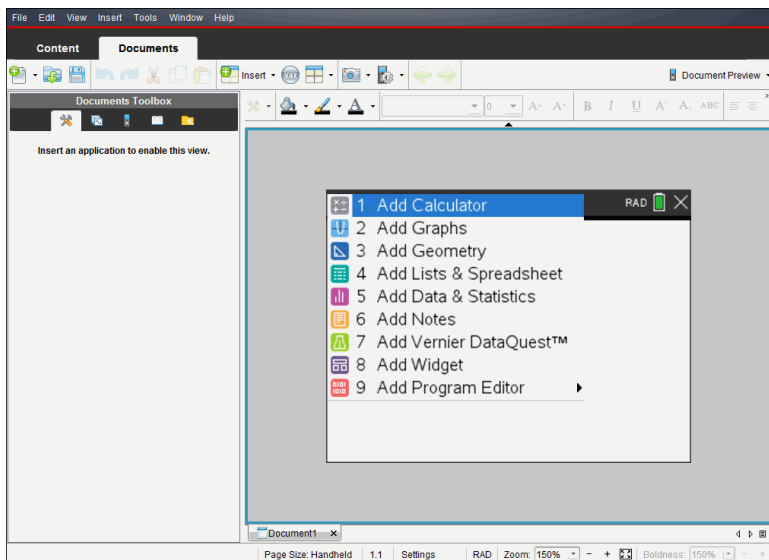 File Edit View Insert Tools Window Help
Content Documents
Insert VAR Document Preview
Documents Toolbox
0 A A B I U A A ABC
Insert an application to enable this view.
1 Add Calculator RAD
2 Add Graphs
3 Add Geometry
4 Add Lists & Spreadsheet
5 Add Data & Statistics
6 Add Notes
7 Add Vernier DataQuest™
8 Add Widget
9 Add Program Editor
Document1
Page Size: Handheld 1.1 Settings RAD Zoom: 150% - + Boldness: 150% - +